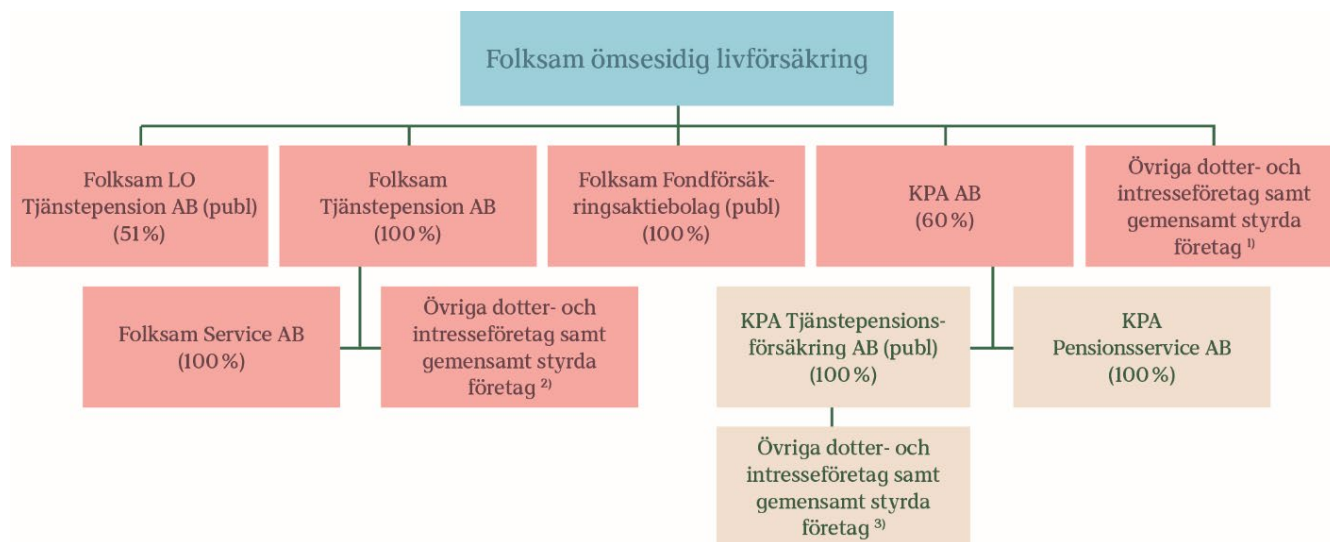 Folksam ömsesidig livförsäkring
Folksam LO
Tjänstepension AB (publ)
(51 %)
Folksam
Tjänstepension AB
(100 %)
Folksam Fondförsäk-
ringsaktiebolag (publ)
(100 %)
KPA AB
(60 %)
Övriga dotter- och
intresseföretag samt
gemensamt styrda
företag 1)
Folksam Service AB
(100 %)
Övriga dotter- och
intresseföretag samt
gemensamt styrda
företag 2)
KPA Tjänstepensions-
försäkring AB (publ)
(100 %)
KPA
Pensionsservice AB
(100 %)
Övriga dotter- och
intresseföretag samt
gemensamt styrda
företag 3)